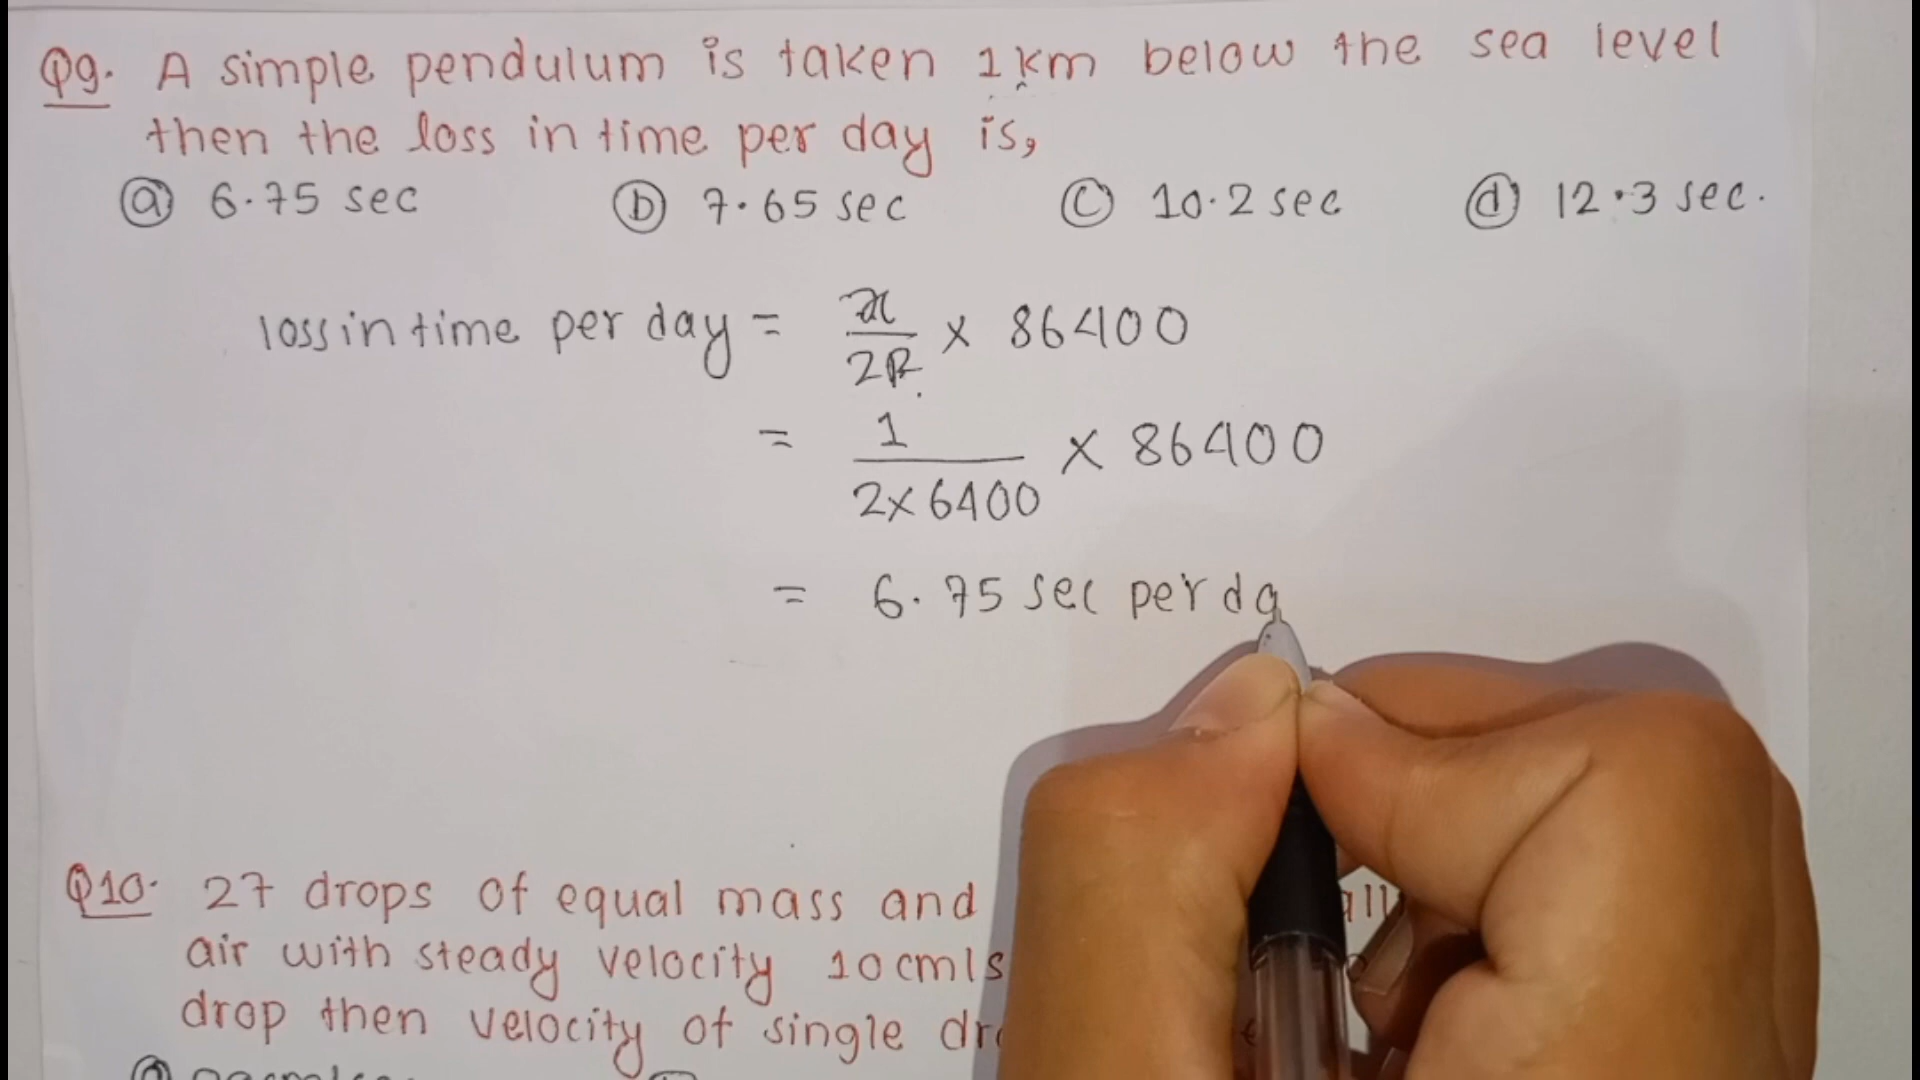 Q9. A simple pendulum is taken 1km below the sea level
then the loss in time per day is,
ⓐ 6.75 sec ⓑ 7.65 sec ⓒ 10.2 sec ⓓ 12.3 sec.
loss in time per day = x/2R × 86400
= 1/2×6400 × 86400
= 6.75 sec per da
Q10. 27 drops of equal mass and
air with steady velocity 10cm/s
drop then velocity of single